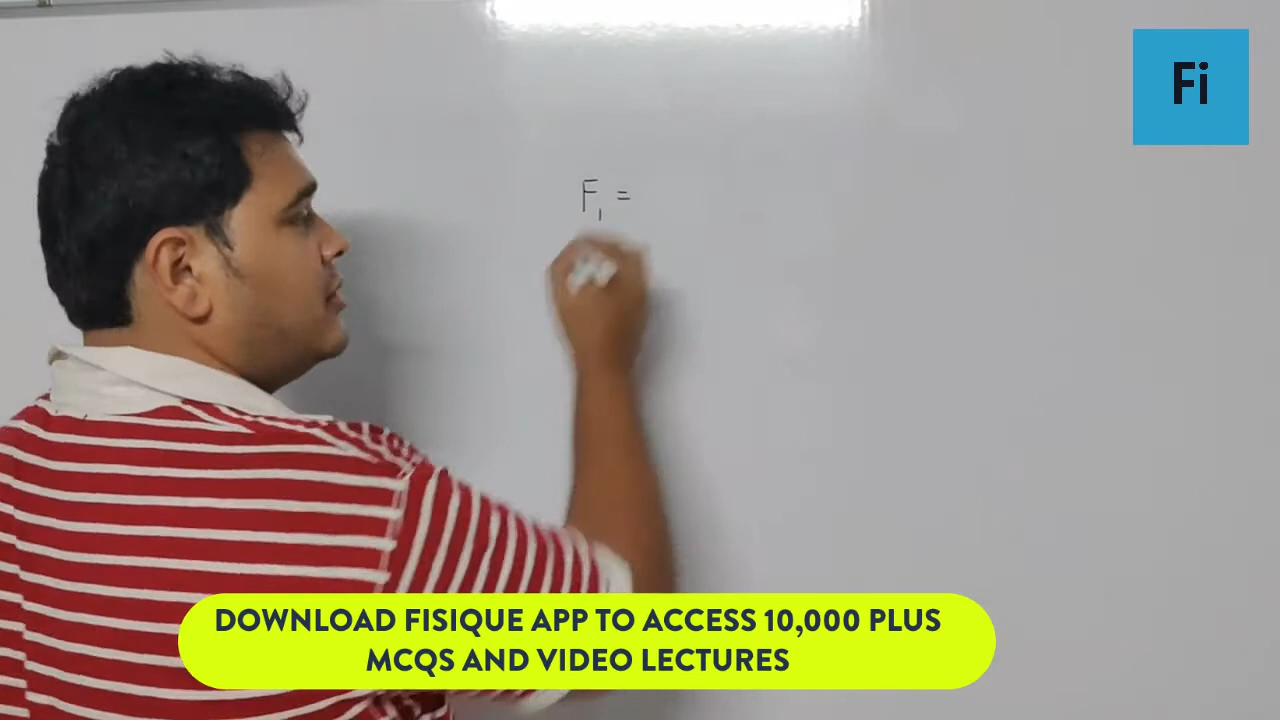 Fi
F₁ =
DOWNLOAD FISIQUE APP TO ACCESS 10,000 PLUS
MCQS AND VIDEO LECTURES